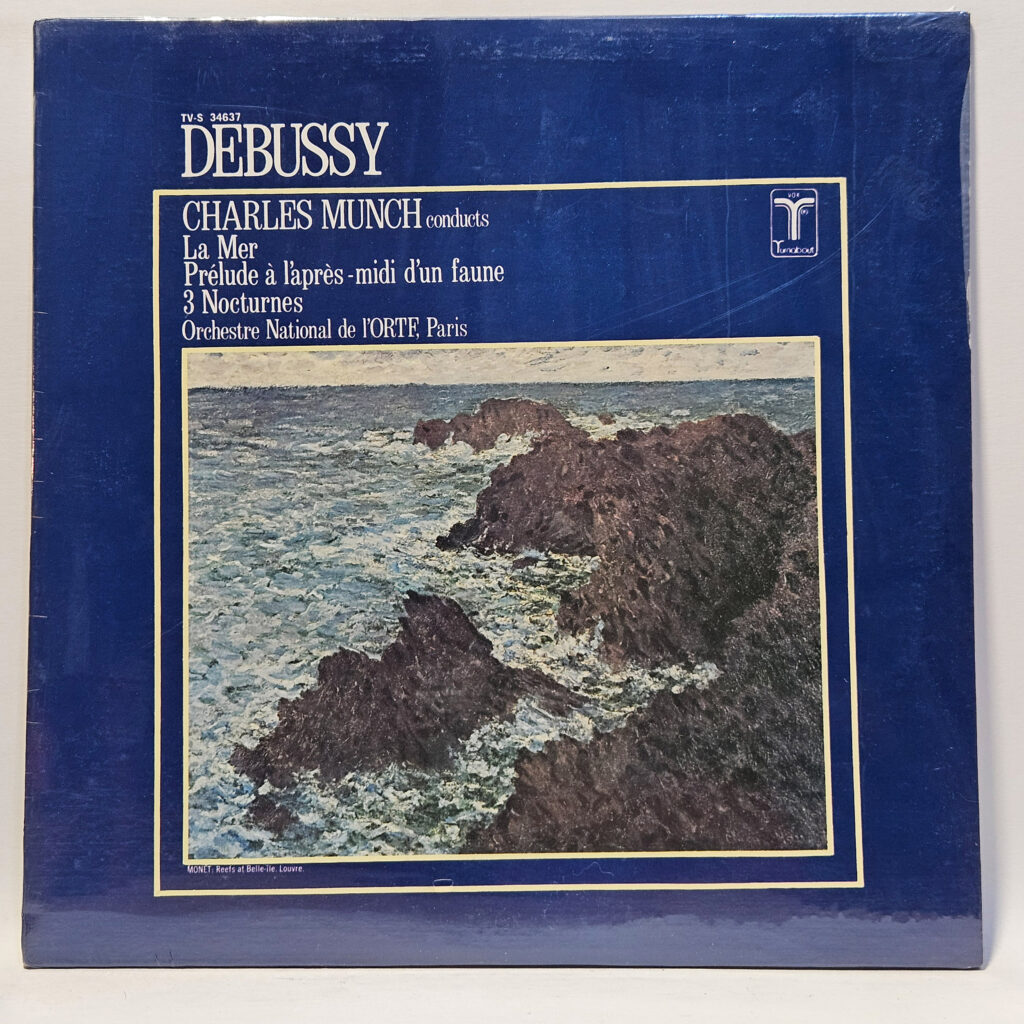 TV-S 34637
DEBUSSY
CHARLES MUNCH conducts
La Mer
Prélude à l'après-midi d'un faune
3 Nocturnes
Orchestre National de l'ORTF, Paris
VOX
Turnabout
MONET: Reefs at Belle-Ile. Louvre.